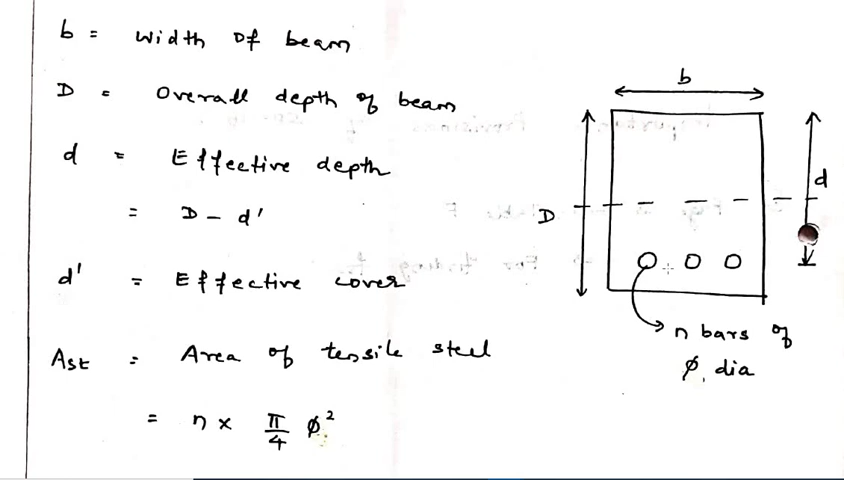 b = width of beam
D = Overall depth of beam
d = Effective depth
= D - d'
d' = Effective cover
Ast = Area of tensile steel
= n x π/4 ϕ²
b
D
d
n bars of
ϕ, dia